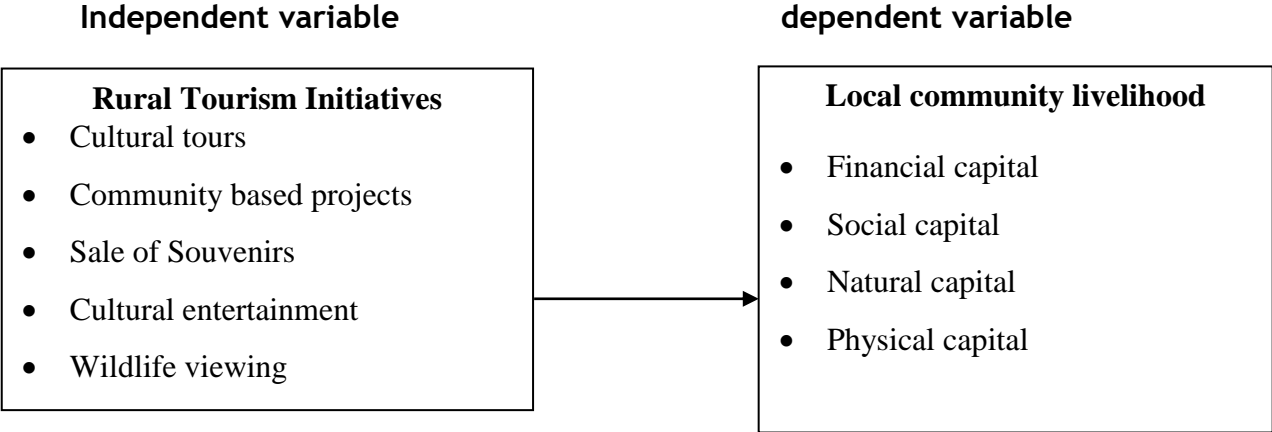 Independent variable
dependent variable
Rural Tourism Initiatives
• Cultural tours
• Community based projects
• Sale of Souvenirs
• Cultural entertainment
• Wildlife viewing
Local community livelihood
• Financial capital
• Social capital
• Natural capital
• Physical capital